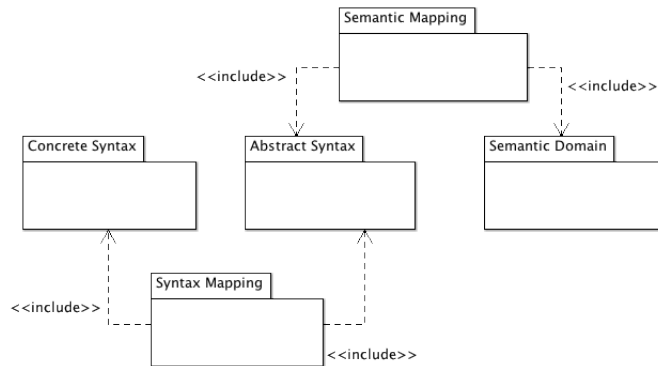 Semantic Mapping
<<include>>
<<include>>
Concrete Syntax
Abstract Syntax
Semantic Domain
Syntax Mapping
<<include>>
<<include>>